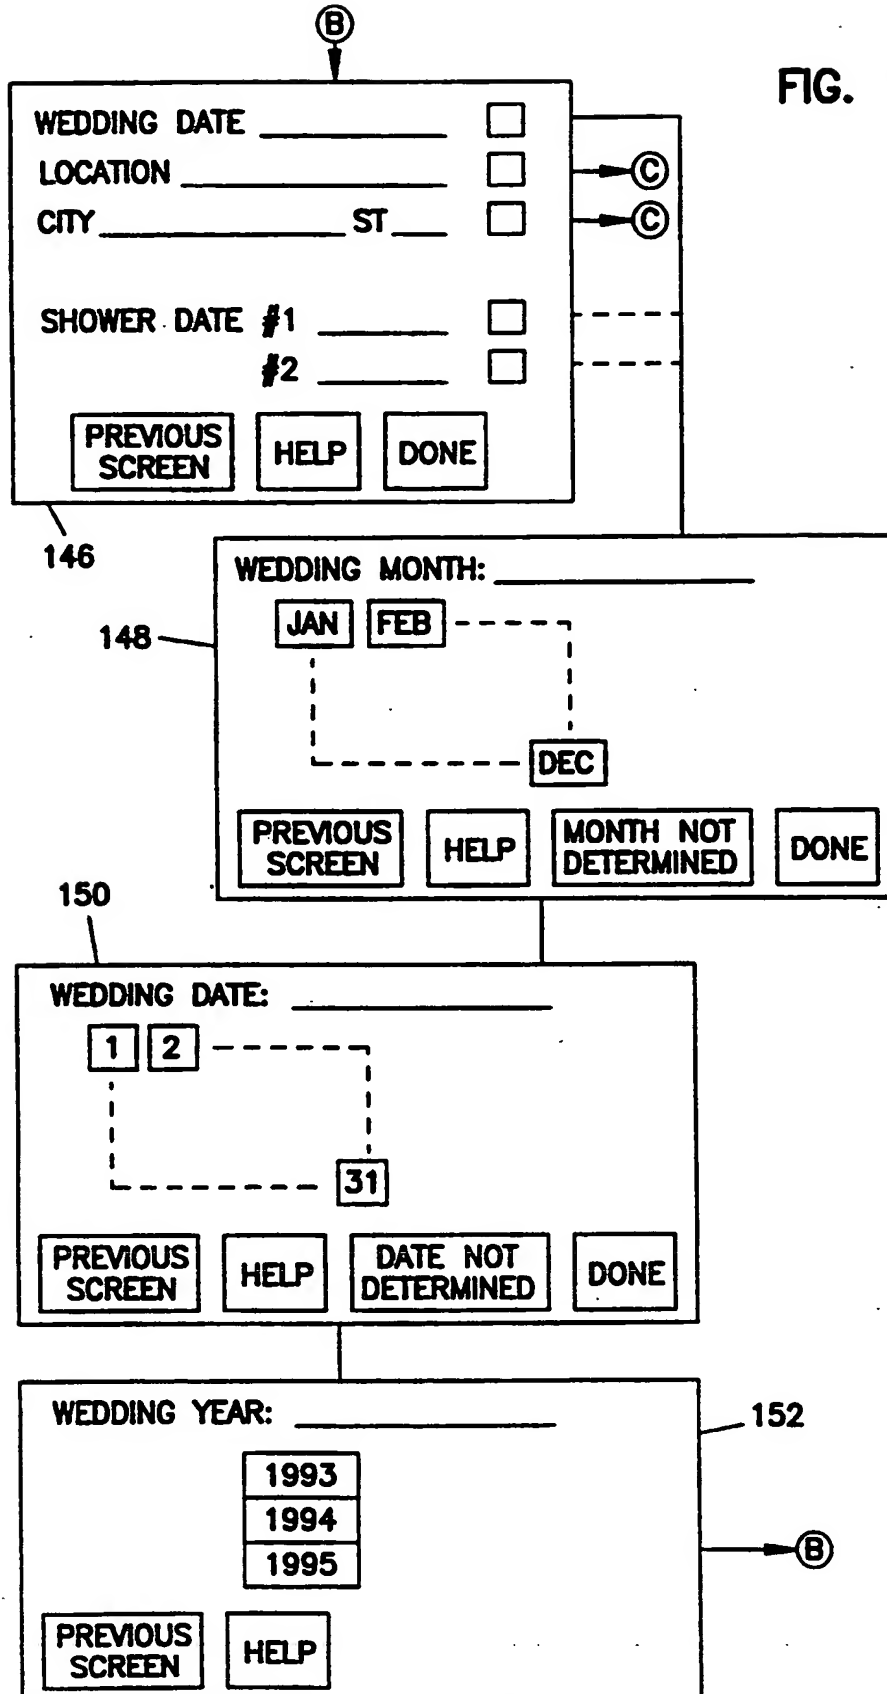 B
FIG.
WEDDING DATE
LOCATION
C
CITY ST
C
SHOWER DATE #1
#2
PREVIOUS
SCREEN
HELP
DONE
146
WEDDING MONTH:
148
JAN FEB
DEC
PREVIOUS
SCREEN
HELP
MONTH NOT
DETERMINED
DONE
150
WEDDING DATE:
1 2
31
PREVIOUS
SCREEN
HELP
DATE NOT
DETERMINED
DONE
WEDDING YEAR:
152
1993
1994
1995
B
PREVIOUS
SCREEN
HELP